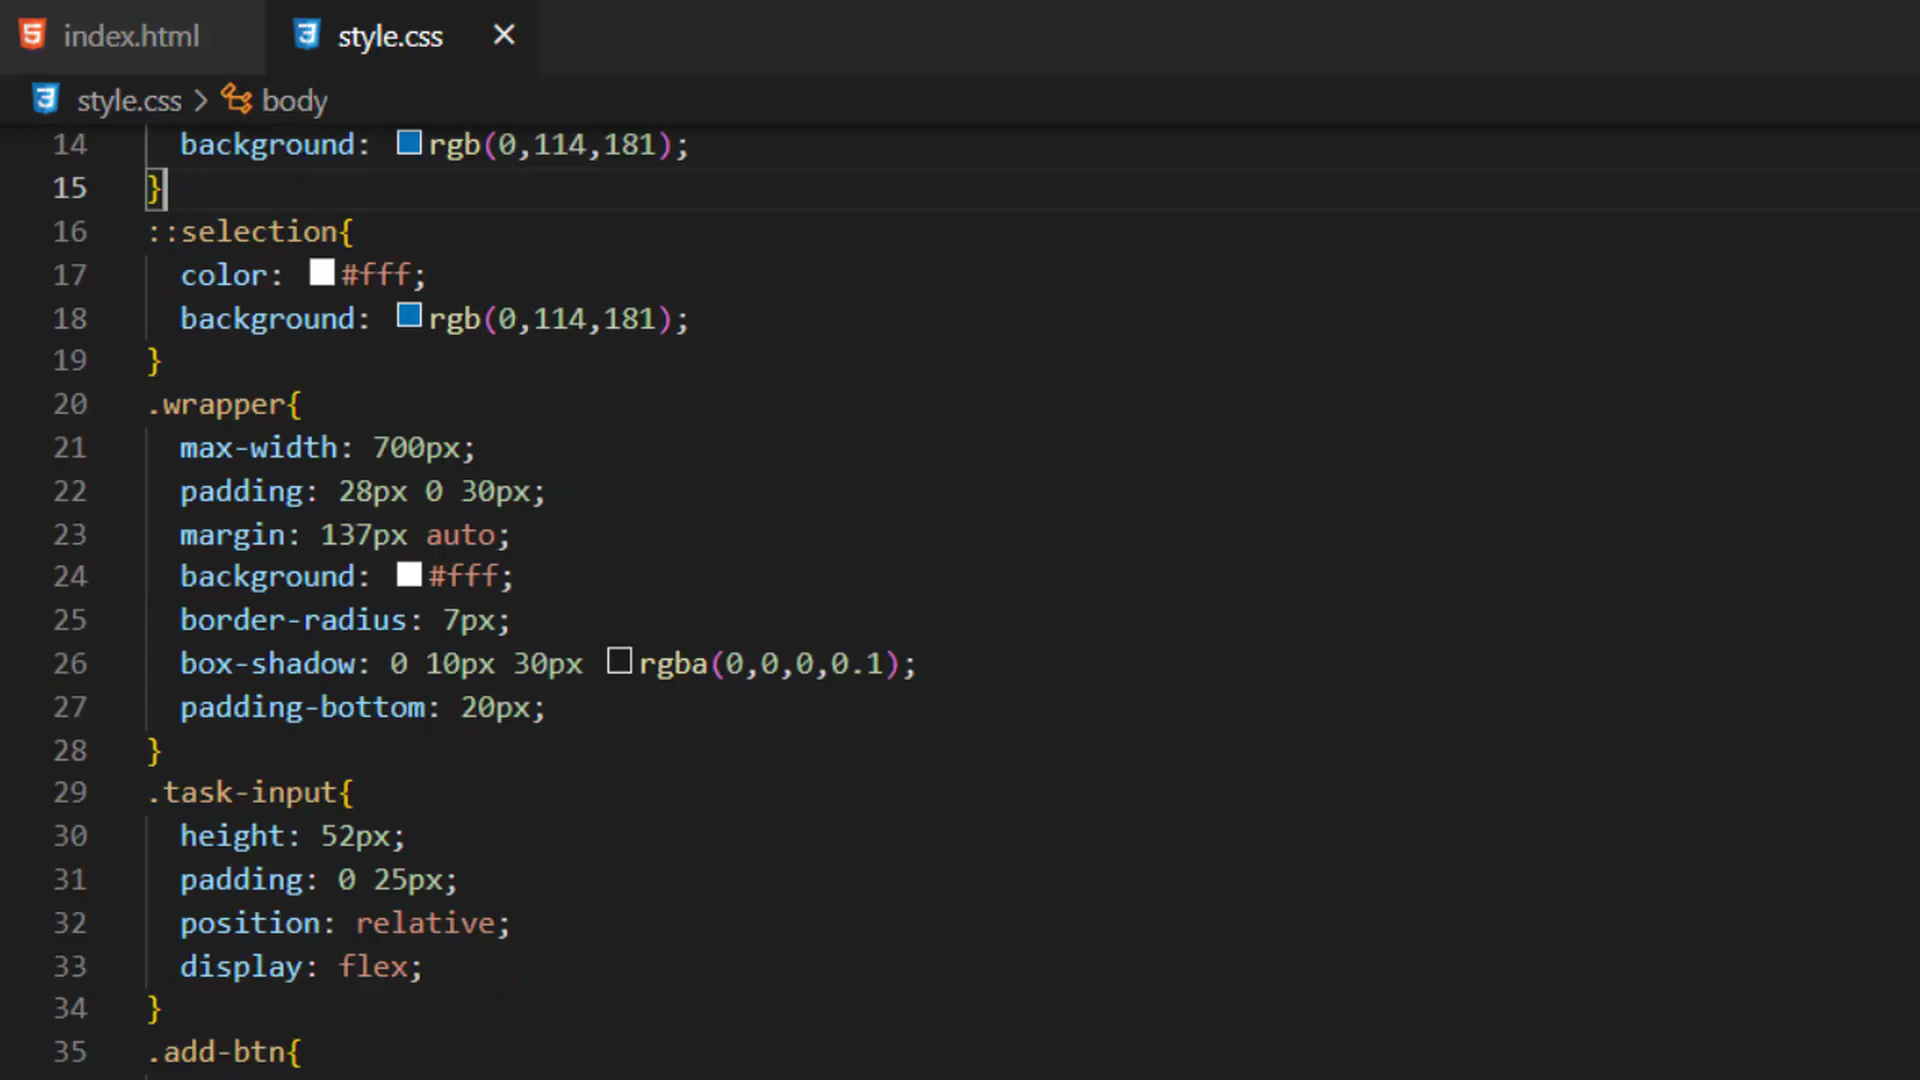 index.html style.css ×
style.css > body
14 background: rgb(0,114,181);
15 }
16 ::selection{
17 color: #fff;
18 background: rgb(0,114,181);
19 }
20 .wrapper{
21 max-width: 700px;
22 padding: 28px 0 30px;
23 margin: 137px auto;
24 background: #fff;
25 border-radius: 7px;
26 box-shadow: 0 10px 30px rgba(0,0,0,0.1);
27 padding-bottom: 20px;
28 }
29 .task-input{
30 height: 52px;
31 padding: 0 25px;
32 position: relative;
33 display: flex;
34 }
35 .add-btn{